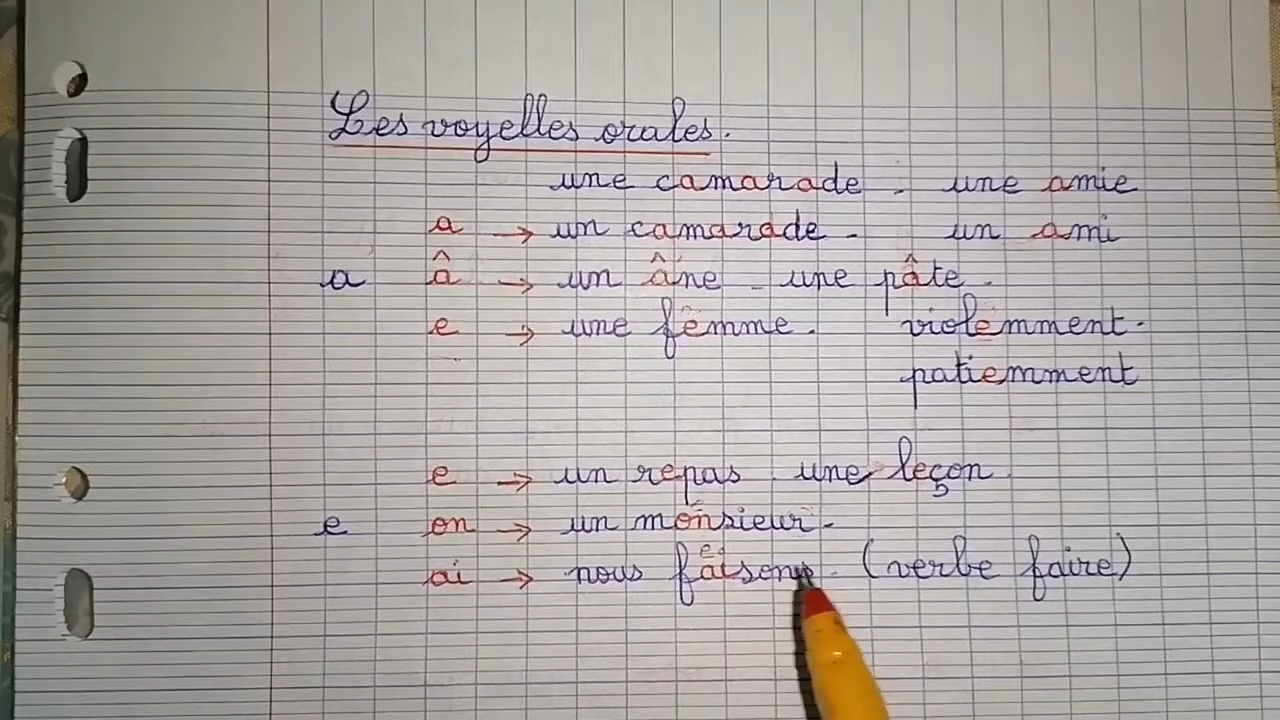 Les voyelles orales.
une camarade. une amie
a → un camarade - un ami
a â → un âne - une pâte.
e → une femme. violemment.
patiemment
e → un repas. une leçon.
e on → un monsieur.
e
ai → nous faisons. (verbe faire)